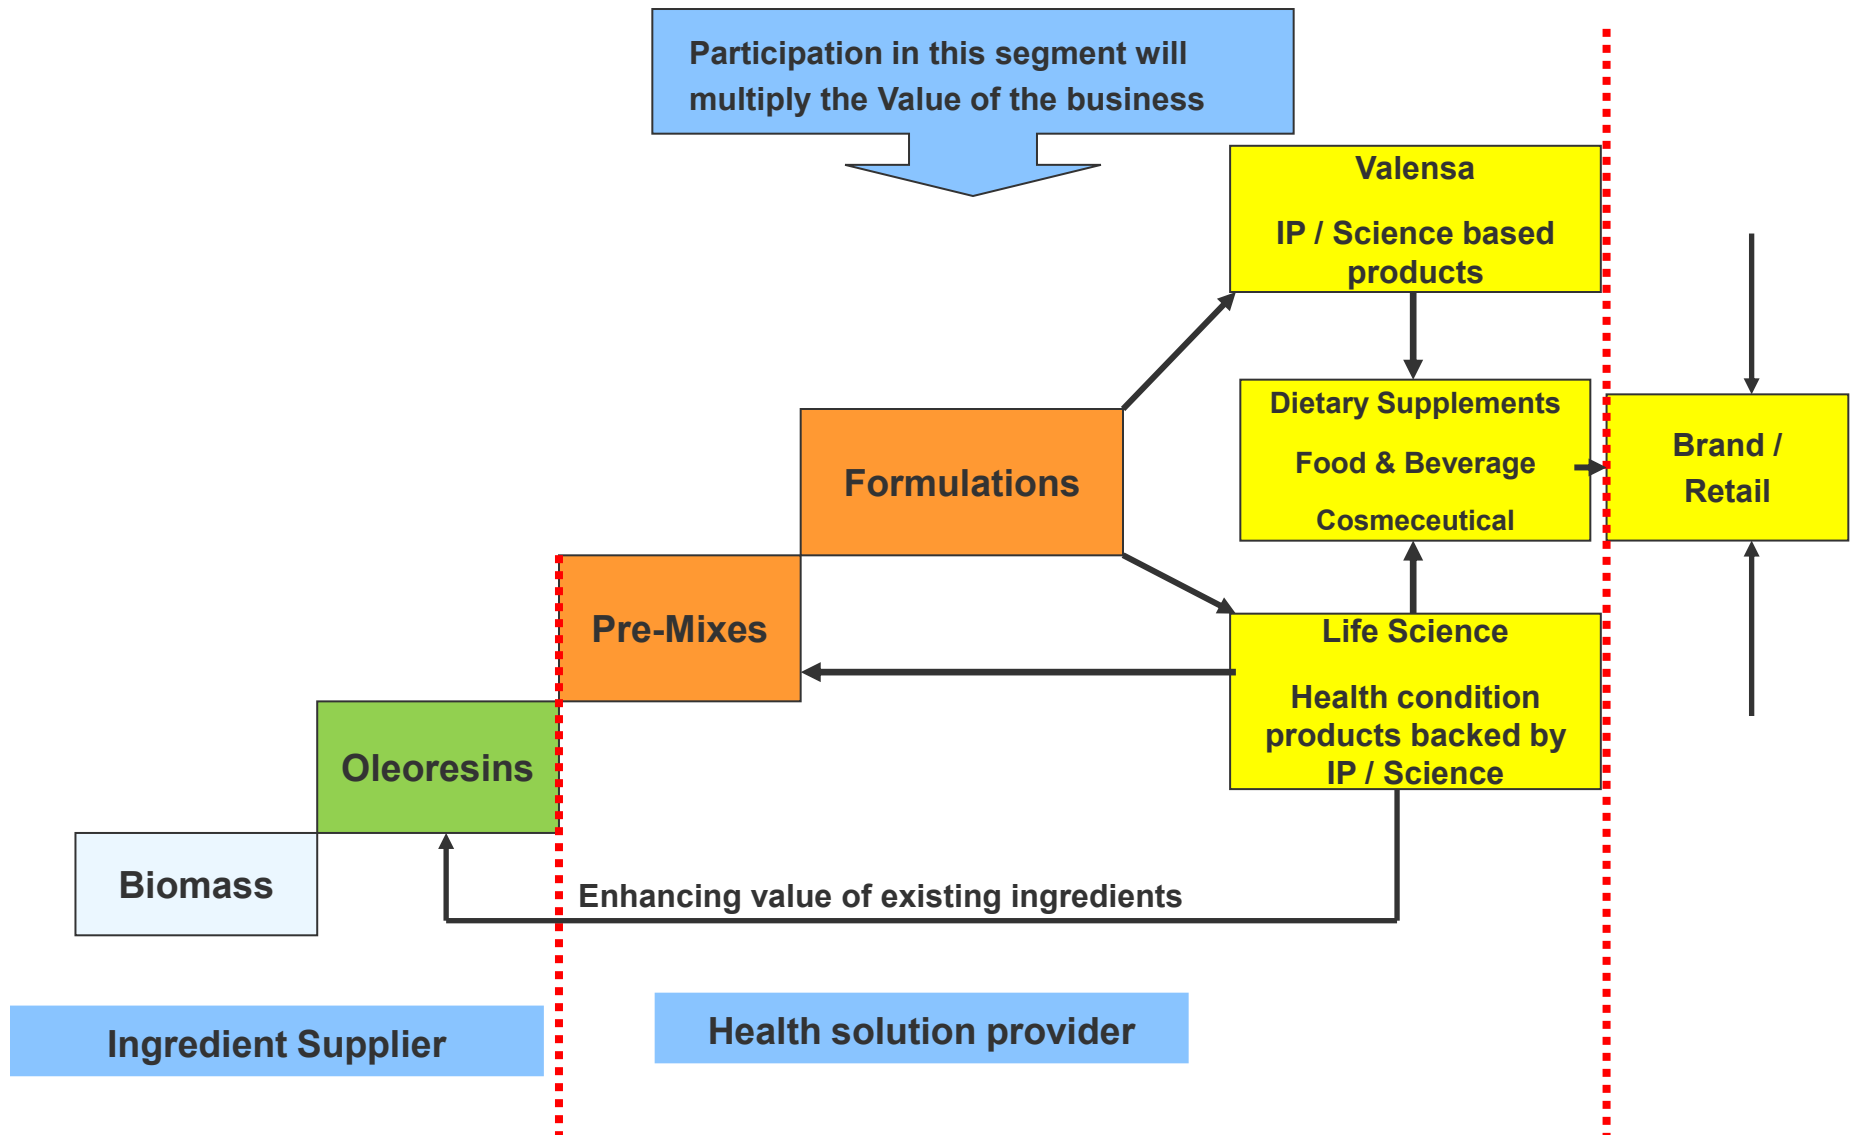 Participation in this segment will
multiply the Value of the business
Valensa
IP / Science based
products
Dietary Supplements
Food & Beverage
Cosmeceutical
Brand /
Retail
Formulations
Pre-Mixes
Life Science
Health condition
products backed by
IP / Science
Oleoresins
Biomass
Enhancing value of existing ingredients
Ingredient Supplier
Health solution provider